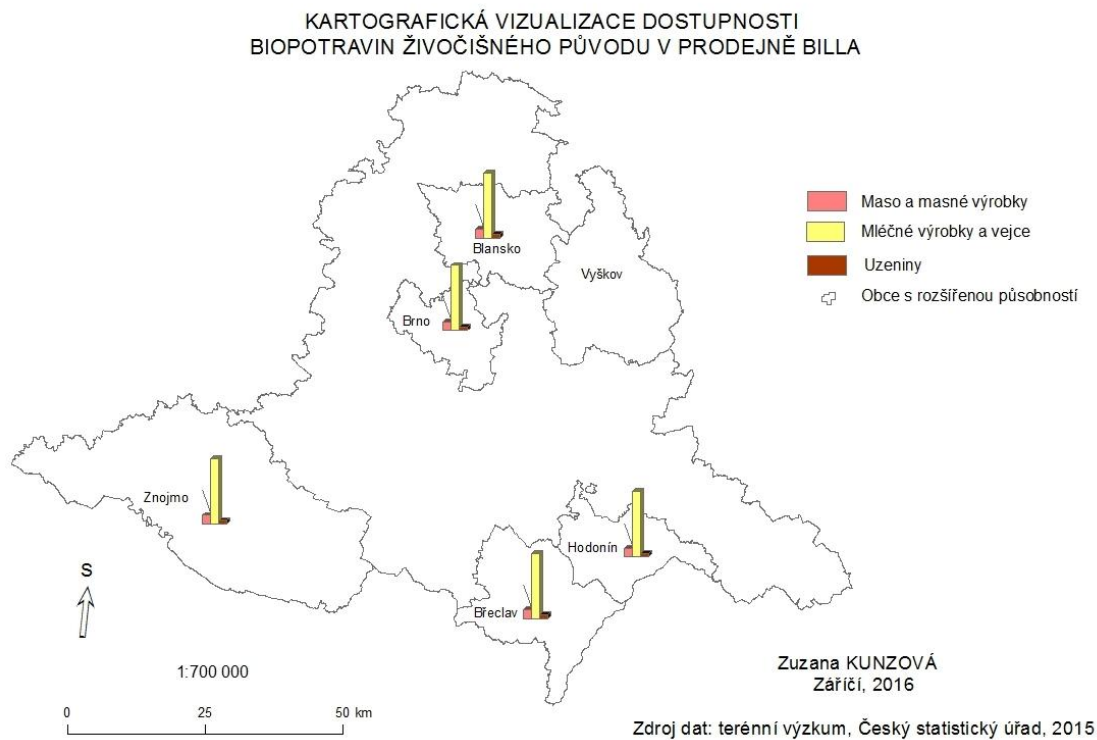 KARTOGRAFICKÁ VIZUALIZACE DOSTUPNOSTI
BIOPOTRAVIN ŽIVOČIŠNÉHO PŮVODU V PRODEJNĚ BILLA
Maso a masné výrobky
Mléčné výrobky a vejce
Uzeniny
Obce s rozšířenou působností
Blansko
Vyškov
Brno
Znojmo
Hodonín
Břeclav
S
1:700 000
0 25 50 km
Zuzana KUNZOVÁ
Záříčí, 2016
Zdroj dat: terénní výzkum, Český statistický úřad, 2015